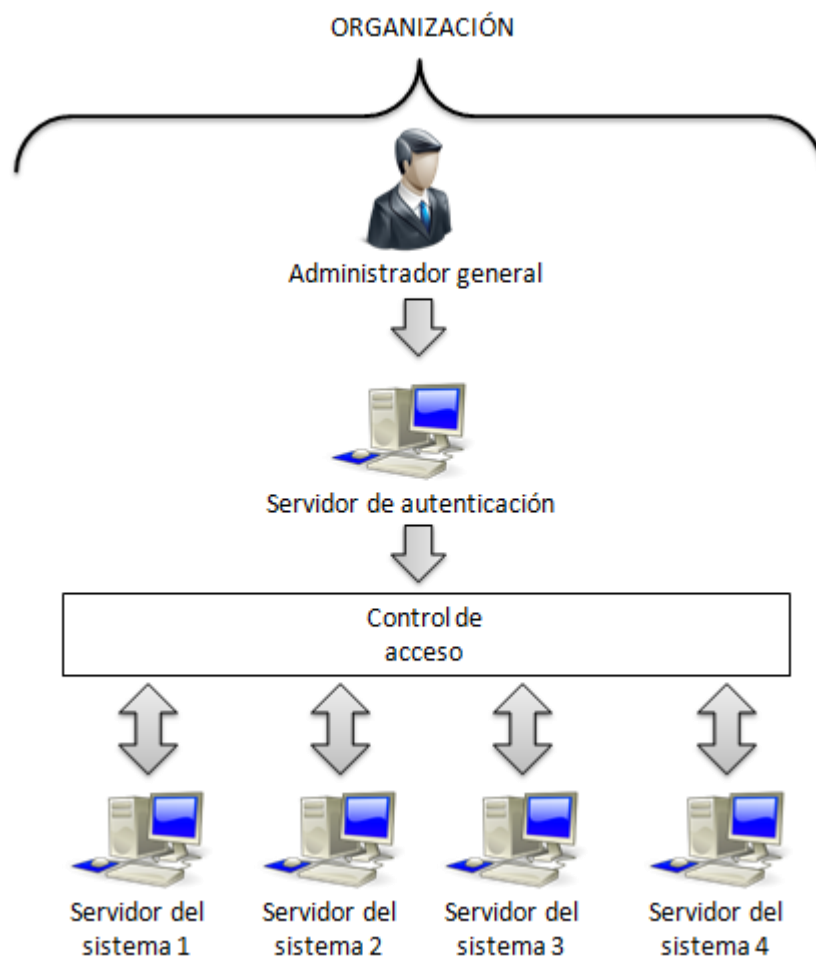 ORGANIZACIÓN
Administrador general
Servidor de autenticación
Control de
acceso
Servidor del
sistema 1
Servidor del
sistema 2
Servidor del
sistema 3
Servidor del
sistema 4